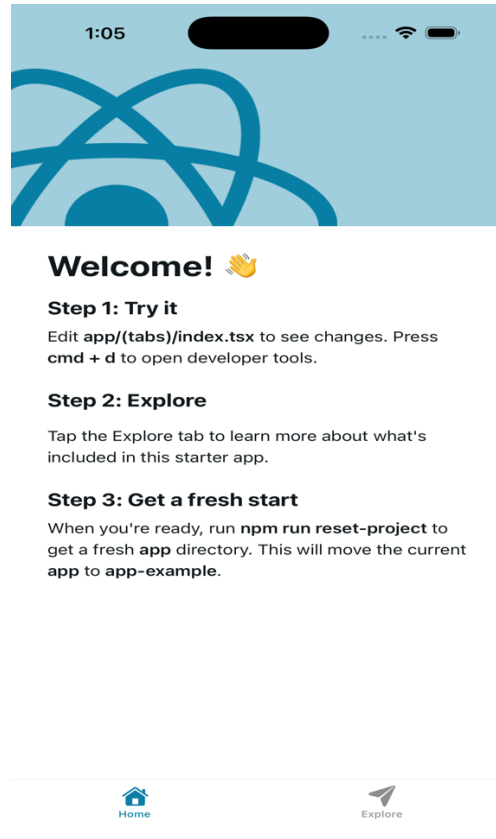 1:05
Welcome! 👋
Step 1: Try it
Edit app/(tabs)/index.tsx to see changes. Press
cmd + d to open developer tools.
Step 2: Explore
Tap the Explore tab to learn more about what's
included in this starter app.
Step 3: Get a fresh start
When you're ready, run npm run reset-project to
get a fresh app directory. This will move the current
app to app-example.
Home
Explore